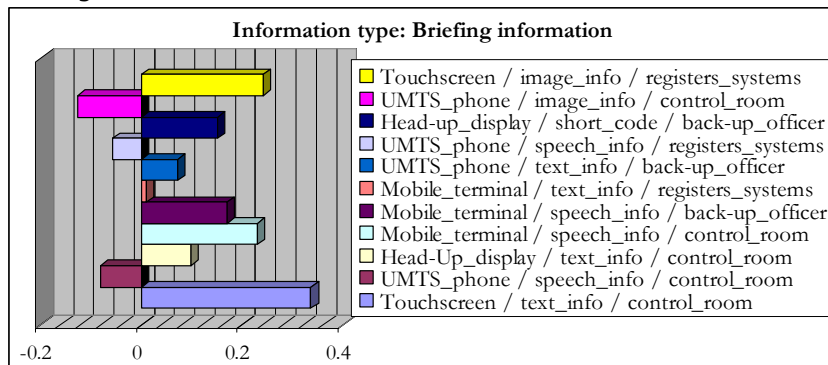 Information type: Briefing information
Touchscreen / image_info / registers_systems
UMTS_phone / image_info / control_room
Head-up_display / short_code / back-up_officer
UMTS_phone / speech_info / registers_systems
UMTS_phone / text_info / back-up_officer
Mobile_terminal / text_info / registers_systems
Mobile_terminal / speech_info / back-up_officer
Mobile_terminal / speech_info / control_room
Head-Up_display / text_info / control_room
UMTS_phone / speech_info / control_room
Touchscreen / text_info / control_room
-0.2 0 0.2 0.4